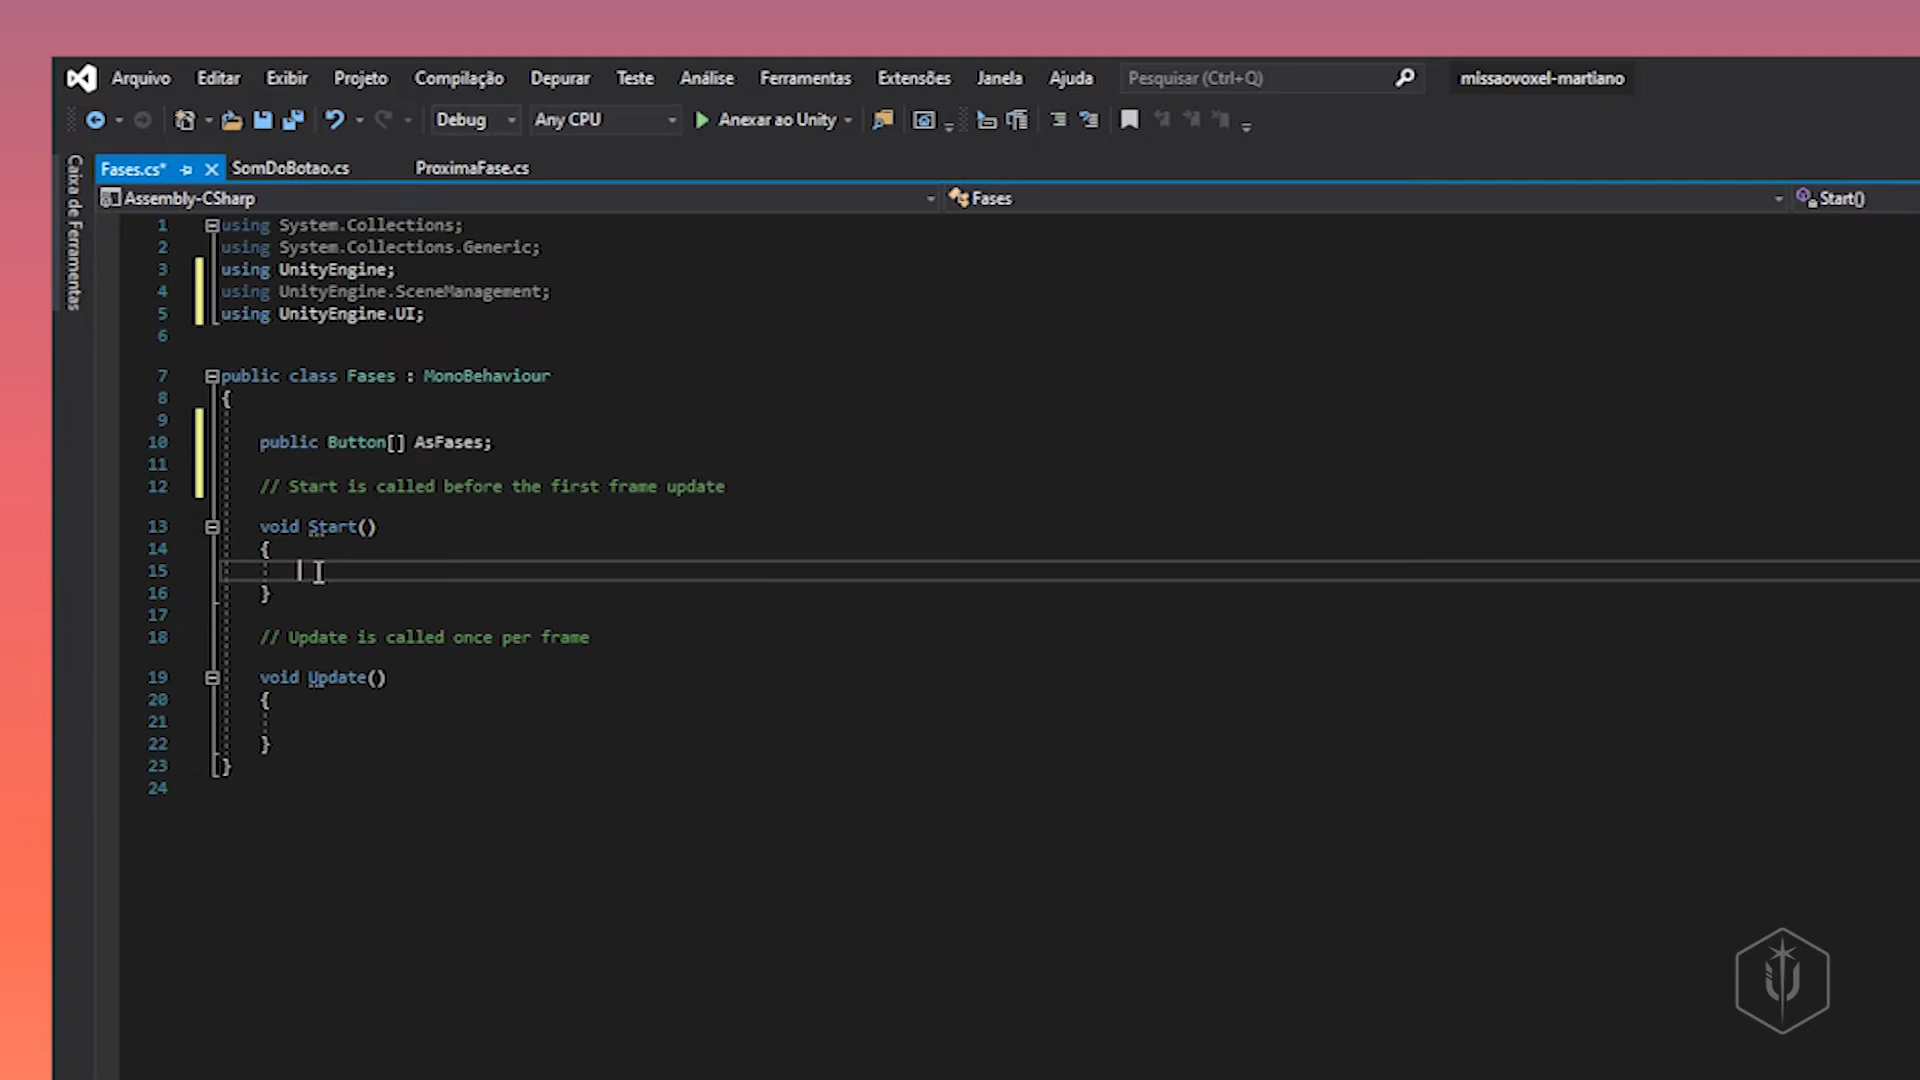 Arquivo Editar Exibir Projeto Compilação Depurar Teste Análise Ferramentas Extensões Janela Ajuda Pesquisar (Ctrl+Q) missaovoxel-martiano
Debug Any CPU Anexar ao Unity
Caixa de Ferramentas
Fases.cs* SomDoBotao.cs ProximaFase.cs
Assembly-CSharp Fases Start()
1 using System.Collections;
2 using System.Collections.Generic;
3 using UnityEngine;
4 using UnityEngine.SceneManagement;
5 using UnityEngine.UI;
6
7 public class Fases : MonoBehaviour
8 {
9
10 public Button[] AsFases;
11
12 // Start is called before the first frame update
13 void Start()
14 {
15
16 }
17
18 // Update is called once per frame
19 void Update()
20 {
21
22 }
23 }
24